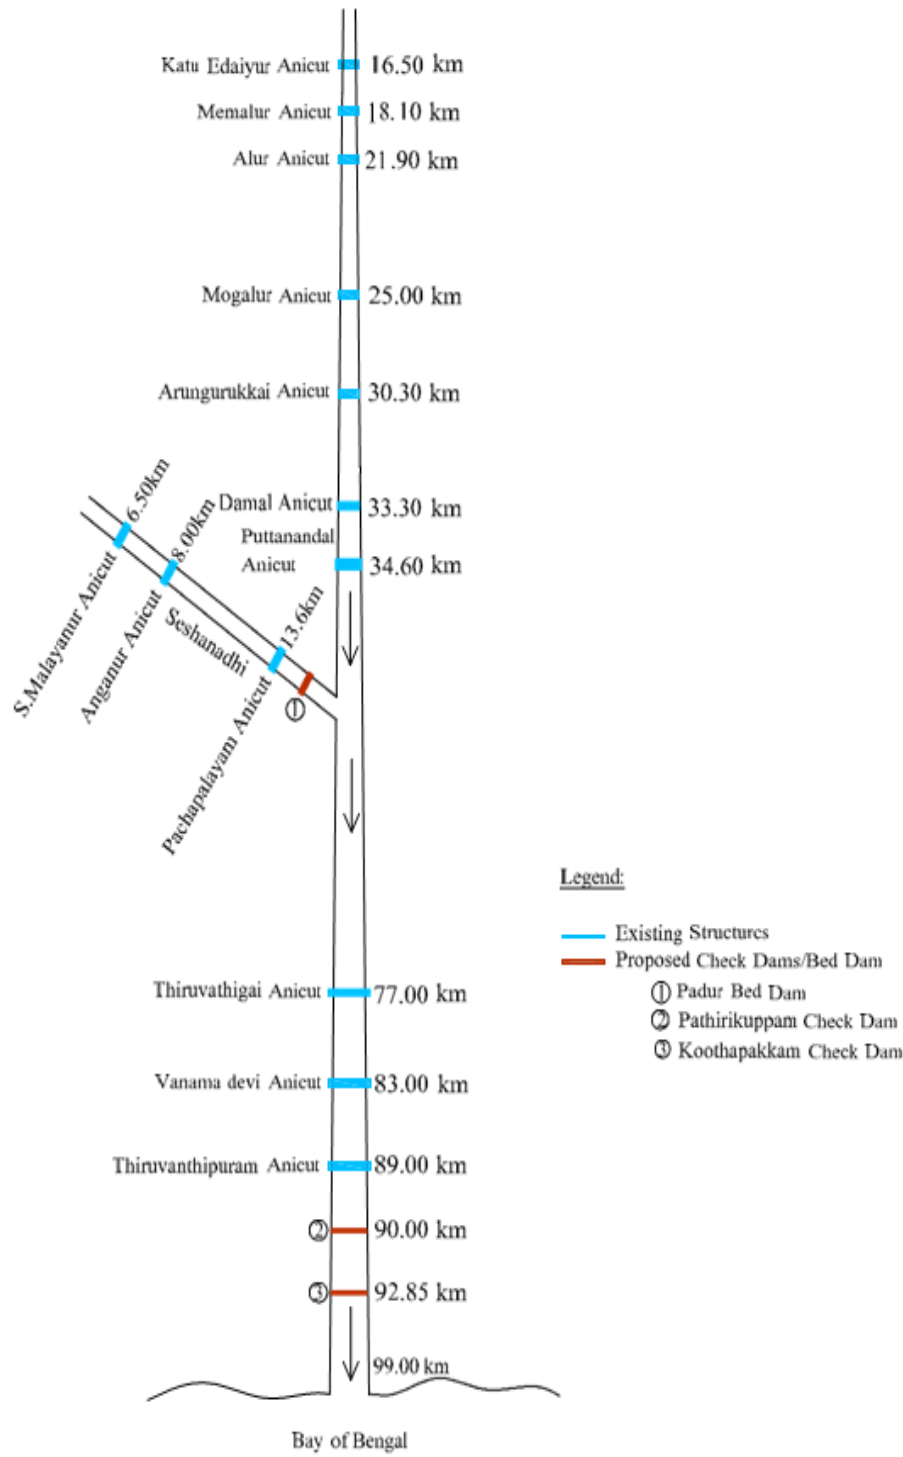 Katu Edaiyur Anicut 16.50 km
Memalur Anicut 18.10 km
Alur Anicut 21.90 km
Mogalur Anicut 25.00 km
Arungurukkai Anicut 30.30 km
Damal Anicut 33.30 km
Puttanandal
Anicut 34.60 km
6.50km
S.Malayanur Anicut
8.00km
Anganur Anicut
Seshanadhi
13.6km
Pachapalayam Anicut
①
Thiruvathigai Anicut 77.00 km
Vanama devi Anicut 83.00 km
Thiruvanthipuram Anicut 89.00 km
② 90.00 km
③ 92.85 km
99.00 km
Bay of Bengal
Legend:
Existing Structures
Proposed Check Dams/Bed Dam
① Padur Bed Dam
② Pathirikuppam Check Dam
③ Koothapakkam Check Dam